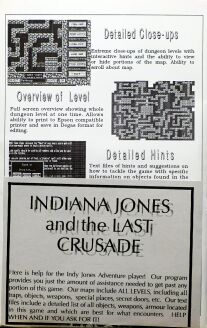 Detailed Close-ups
Extreme close-ups of dungeon levels with
interactive hints and the ability to view
or hide portions of the map. Ability to
scroll about map.
Overview of Level
Full screen overview showing whole
dungeon level at one time. Allows
ability to print to Epson compatible
printer and save in Degas format for
editing.
Detailed Hints
Text files of hints and suggestions on
how to tackle the game with specific
information on objects found in the
INDIANA JONES
and the LAST
CRUSADE
Here is help for the Indy Jones Adventure player! Our program
provides you just the amount of assistance needed to get past any
portion of this game. Our maps include ALL LEVELS, including all
maps, objects, weapons, special places, secret doors, etc. Our text
files include a detailed list of all objects, weapons, armour located
in this game and which are best for what encounters. HELP
WHEN AND IF YOU ASK FOR IT!